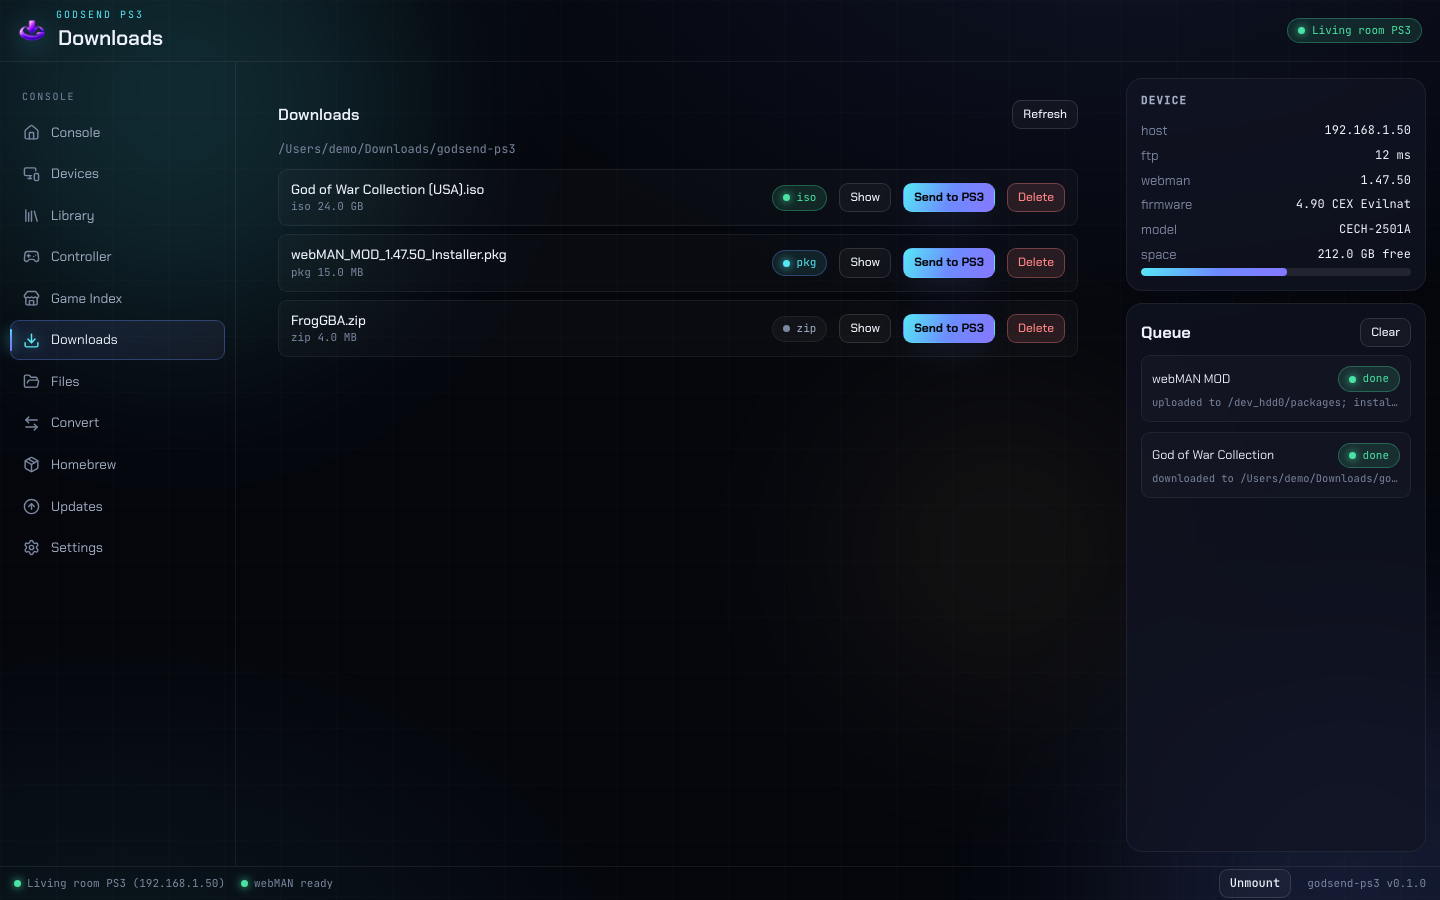 GODSEND PS3
Downloads
Living room PS3
CONSOLE
Console
Devices
Library
Controller
Game Index
Downloads
Files
Convert
Homebrew
Updates
Settings
Downloads
Refresh
/Users/demo/Downloads/godsend-ps3
God of War Collection (USA).iso
iso 24.0 GB
iso
Show
Send to PS3
Delete
webMAN_MOD_1.47.50_Installer.pkg
pkg 15.0 MB
pkg
Show
Send to PS3
Delete
FrogGBA.zip
zip 4.0 MB
zip
Show
Send to PS3
Delete
DEVICE
host 192.168.1.50
ftp 12 ms
webman 1.47.50
firmware 4.90 CEX Evilnat
model CECH-2501A
space 212.0 GB free
Queue
Clear
webMAN MOD
done
uploaded to /dev_hdd0/packages; instal…
God of War Collection
done
downloaded to /Users/demo/Downloads/go…
Living room PS3 (192.168.1.50)
webMAN ready
Unmount
godsend-ps3 v0.1.0